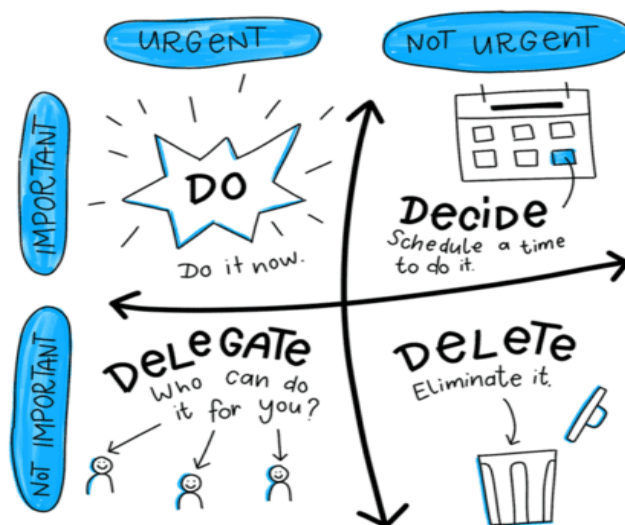 URGENT
NOT URGENT
IMPORTANT
DO
Do it now.
DECIDE
Schedule a time
to do it.
NOT IMPORTANT
DELEGATE
Who can do
it for you?
DELETE
Eliminate it.